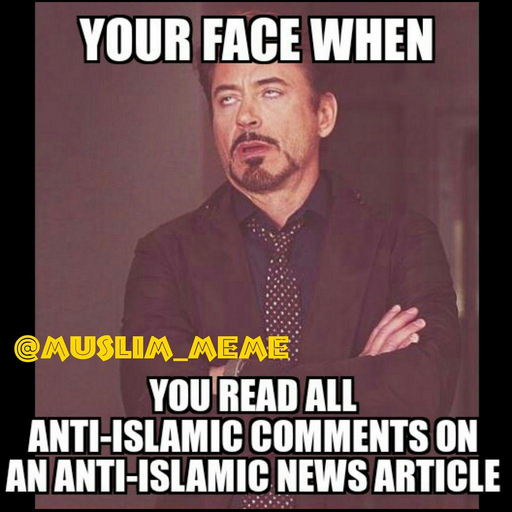 YOUR FACE WHEN
@MUSLIM_MEME
YOU READ ALL
ANTI-ISLAMIC COMMENTS ON
AN ANTI-ISLAMIC NEWS ARTICLE